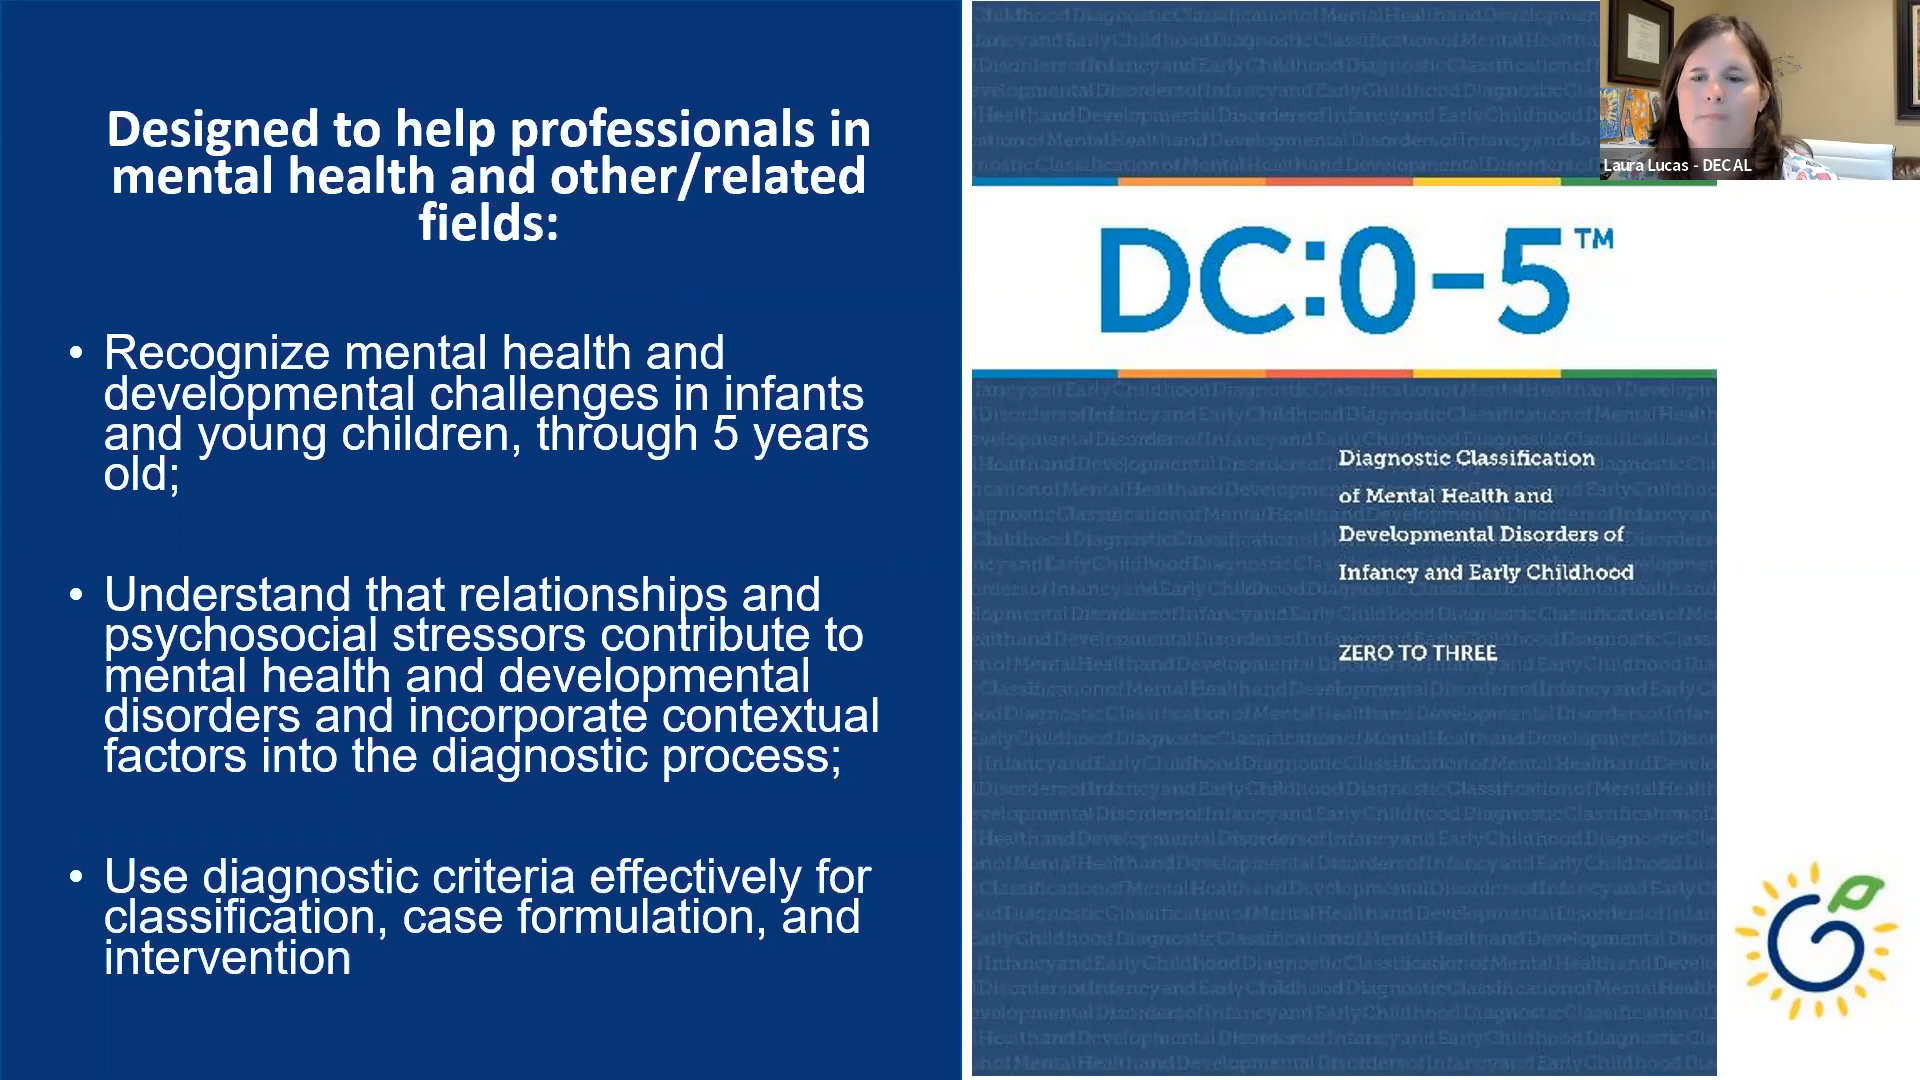 Designed to help professionals in
mental health and other/related
fields:
• Recognize mental health and
developmental challenges in infants
and young children, through 5 years
old;
• Understand that relationships and
psychosocial stressors contribute to
mental health and developmental
disorders and incorporate contextual
factors into the diagnostic process;
• Use diagnostic criteria effectively for
classification, case formulation, and
intervention
DC:0-5™
Diagnostic Classification
of Mental Health and
Developmental Disorders of
Infancy and Early Childhood
ZERO TO THREE
Laura Lucas - DECAL